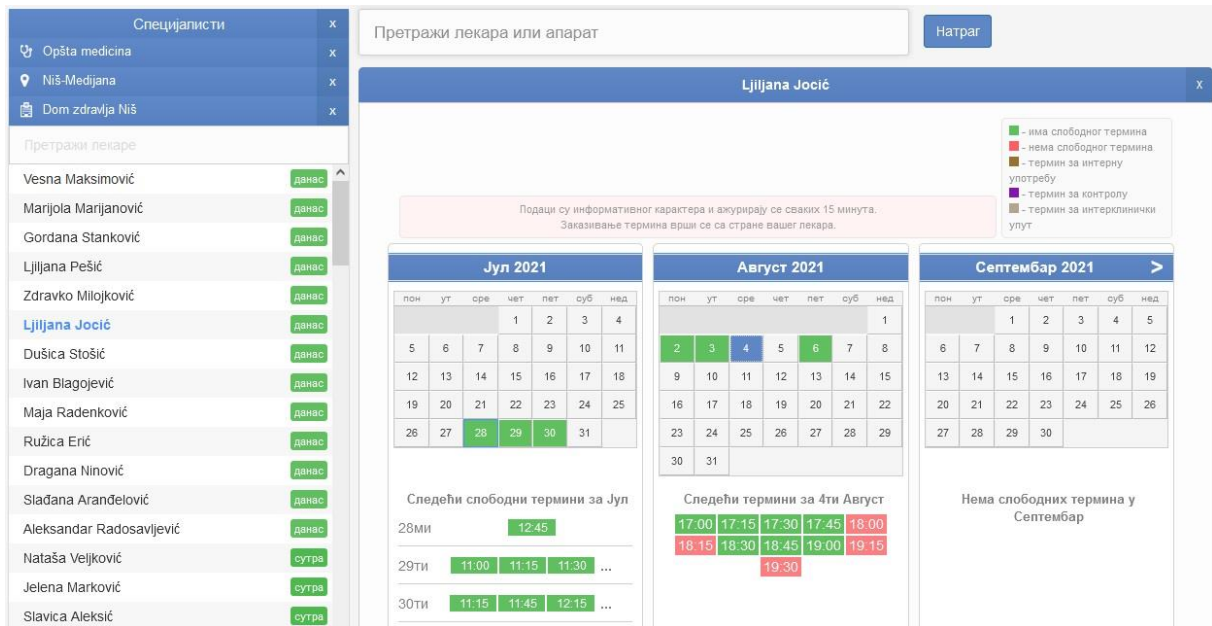 Специјалисти x
Opšta medicina x
Niš-Medijana x
Dom zdravlja Niš x
Претражи лекаре
Vesna Maksimović данас
Marijola Marijanović данас
Gordana Stanković данас
Ljiljana Pešić данас
Zdravko Milojković данас
Ljiljana Jocić данас
Dušica Stošić данас
Ivan Blagojević данас
Maja Radenković данас
Ružica Erić данас
Dragana Ninović данас
Slađana Aranđelović данас
Aleksandar Radosavljević данас
Nataša Veljković сутра
Jelena Marković сутра
Slavica Aleksić сутра
Претражи лекара или апарат
Натраг
Ljiljana Jocić x
- има слободног термина
- нема слободног термина
- термин за интерну
употребу
- термин за контролу
- термин за интерклинички
упут
Подаци су информативног карактера и ажурирају се сваких 15 минута.
Заказивање термина врши се са стране вашег лекара.
Јул 2021
пон ут сре чет пет суб нед
1 2 3 4
5 6 7 8 9 10 11
12 13 14 15 16 17 18
19 20 21 22 23 24 25
26 27 28 29 30 31
Следећи слободни термини за Јул
28ми 12:45
29ти 11:00 11:15 11:30 ...
30ти 11:15 11:45 12:15 ...
Август 2021
пон ут сре чет пет суб нед
1
2 3 4 5 6 7 8
9 10 11 12 13 14 15
16 17 18 19 20 21 22
23 24 25 26 27 28 29
30 31
Следећи термини за 4ти Август
17:00 17:15 17:30 17:45 18:00
18:15 18:30 18:45 19:00 19:15
19:30
Септембар 2021 >
пон ут сре чет пет суб нед
1 2 3 4 5
6 7 8 9 10 11 12
13 14 15 16 17 18 19
20 21 22 23 24 25 26
27 28 29 30
Нема слободних термина у
Септембар